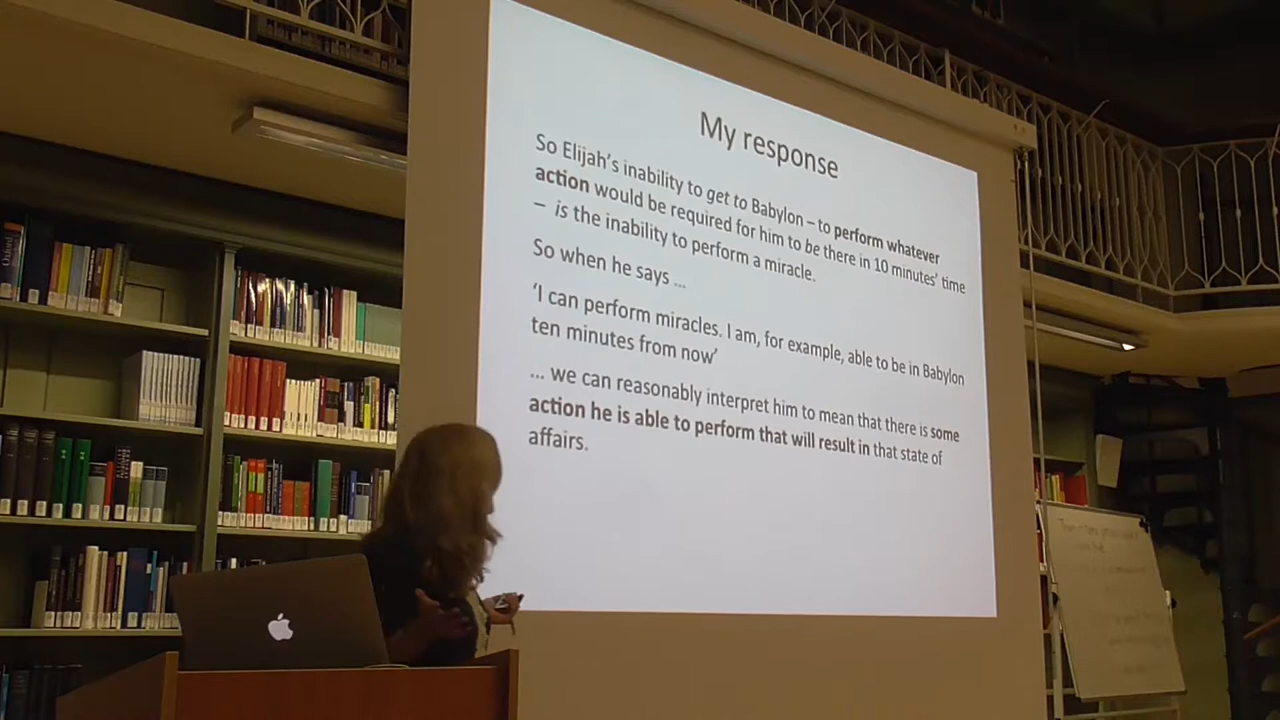 My response
So Elijah's inability to get to Babylon – to perform whatever
action would be required for him to be there in 10 minutes' time
– is the inability to perform a miracle.
So when he says ...
'I can perform miracles. I am, for example, able to be in Babylon
ten minutes from now'
... we can reasonably interpret him to mean that there is some
action he is able to perform that will result in that state of
affairs.
Oxford